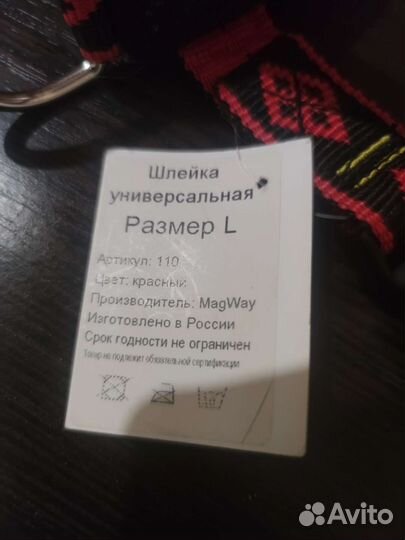 Шлейка
универсальная
Размер L
Артикул: 110
Цвет: красный
Производитель: MagWay
Изготовлено в России
Срок годности не ограничен
Товар не подлежит обязательной сертификации
Avito